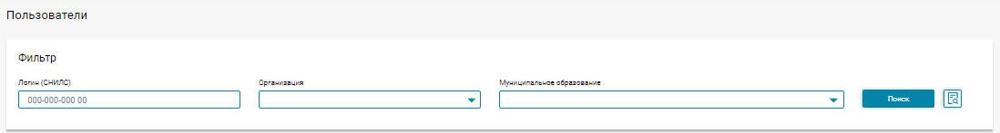 Пользователи
Фильтр
Логин (СНИЛС)
Организация
Муниципальное образование
000-000-000 00
Поиск